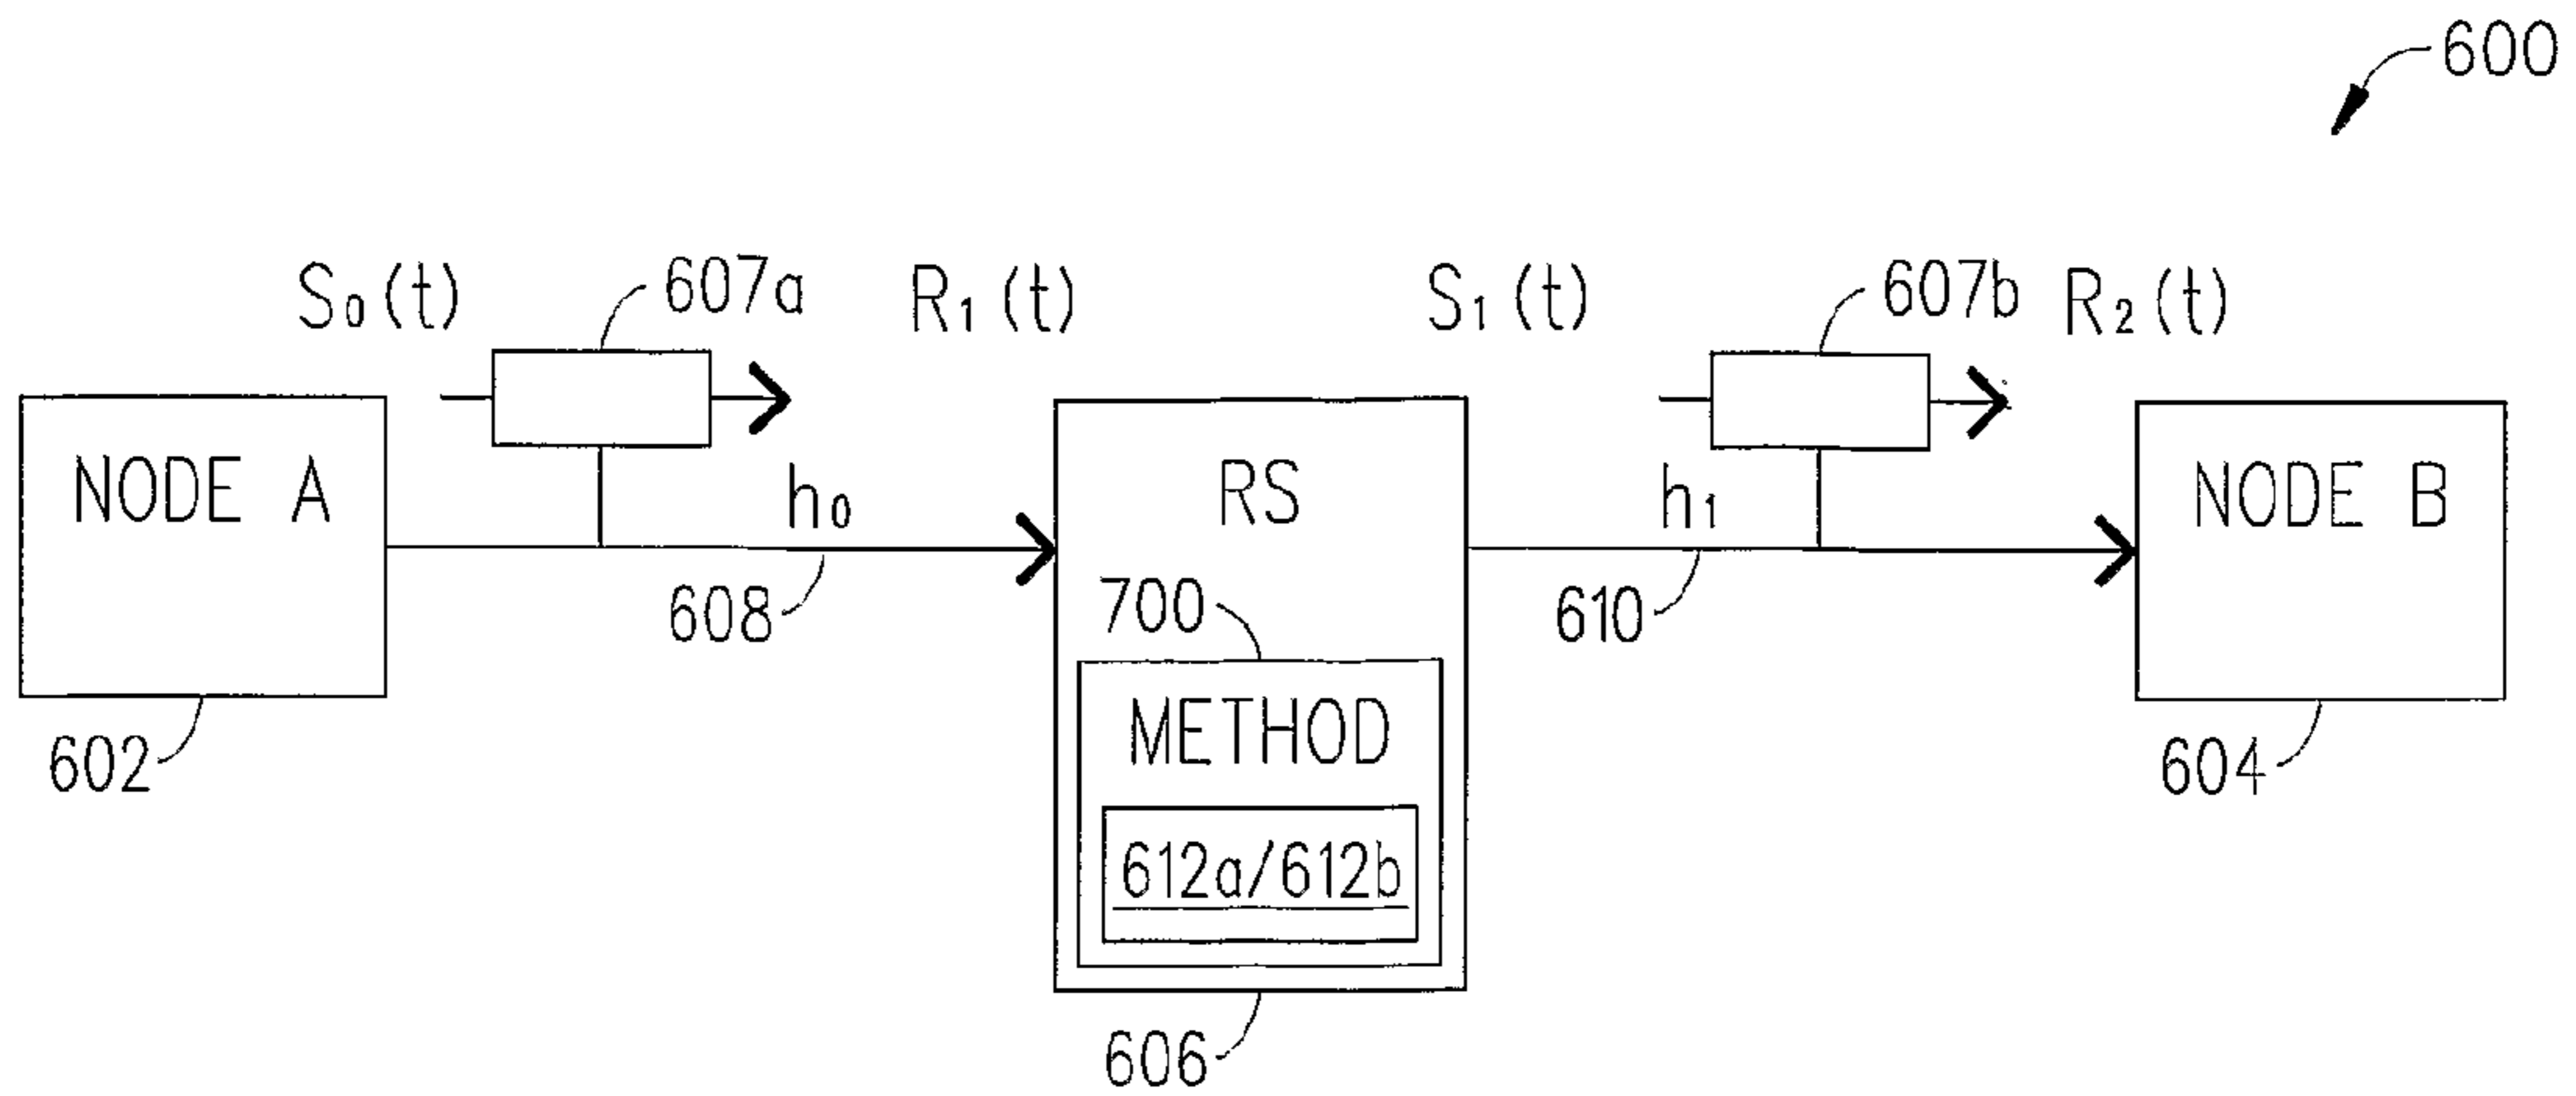 600
S₀(t)
607a
R₁(t)
S₁(t)
607b
R₂(t)
NODE A
h₀
RS
h₁
NODE B
608
700
610
METHOD
602
604
612a/612b
606